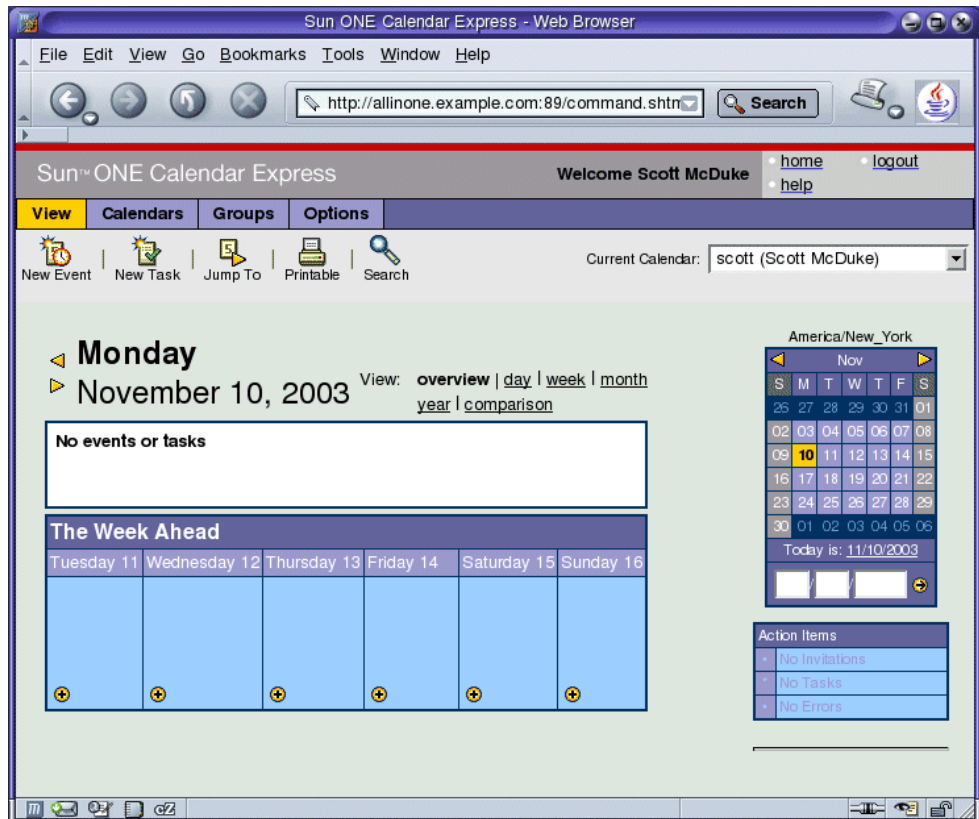 Sun ONE Calendar Express - Web Browser
File Edit View Go Bookmarks Tools Window Help
http://allinone.example.com:89/command.shtm
Search
Sun™ ONE Calendar Express
Welcome Scott McDuke
home logout
help
View Calendars Groups Options
New Event | New Task | Jump To | Printable | Search
Current Calendar: scott (Scott McDuke)
Monday
November 10, 2003
View: overview | day | week | month
year | comparison
No events or tasks
The Week Ahead
Tuesday 11 Wednesday 12 Thursday 13 Friday 14 Saturday 15 Sunday 16
America/New_York
Nov
S M T W T F S
26 27 28 29 30 31 01
02 03 04 05 06 07 08
09 10 11 12 13 14 15
16 17 18 19 20 21 22
23 24 25 26 27 28 29
30 01 02 03 04 05 06
Today is: 11/10/2003
/ /
Action Items
No Invitations
No Tasks
No Errors